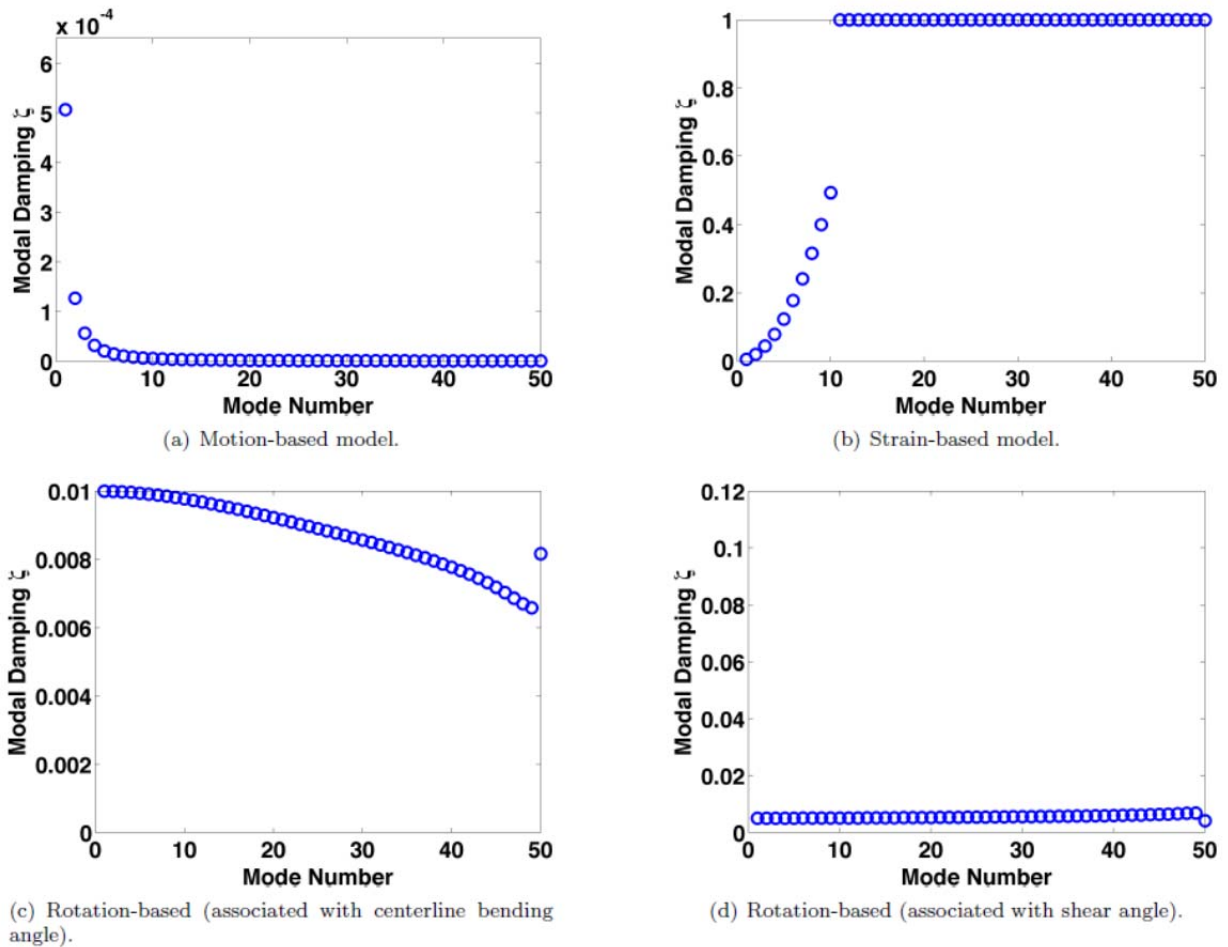 x 10⁻⁴
6
5
4
3
2
1
0
0 10 20 30 40 50
Modal Damping ζ
Mode Number
(a) Motion-based model.
1
0.8
0.6
0.4
0.2
0
0 10 20 30 40 50
Modal Damping ζ
Mode Number
(b) Strain-based model.
0.01
0.008
0.006
0.004
0.002
0
0 10 20 30 40 50
Modal Damping ζ
Mode Number
(c) Rotation-based (associated with centerline bending
angle).
0.12
0.1
0.08
0.06
0.04
0.02
0
0 10 20 30 40 50
Modal Damping ζ
Mode Number
(d) Rotation-based (associated with shear angle).